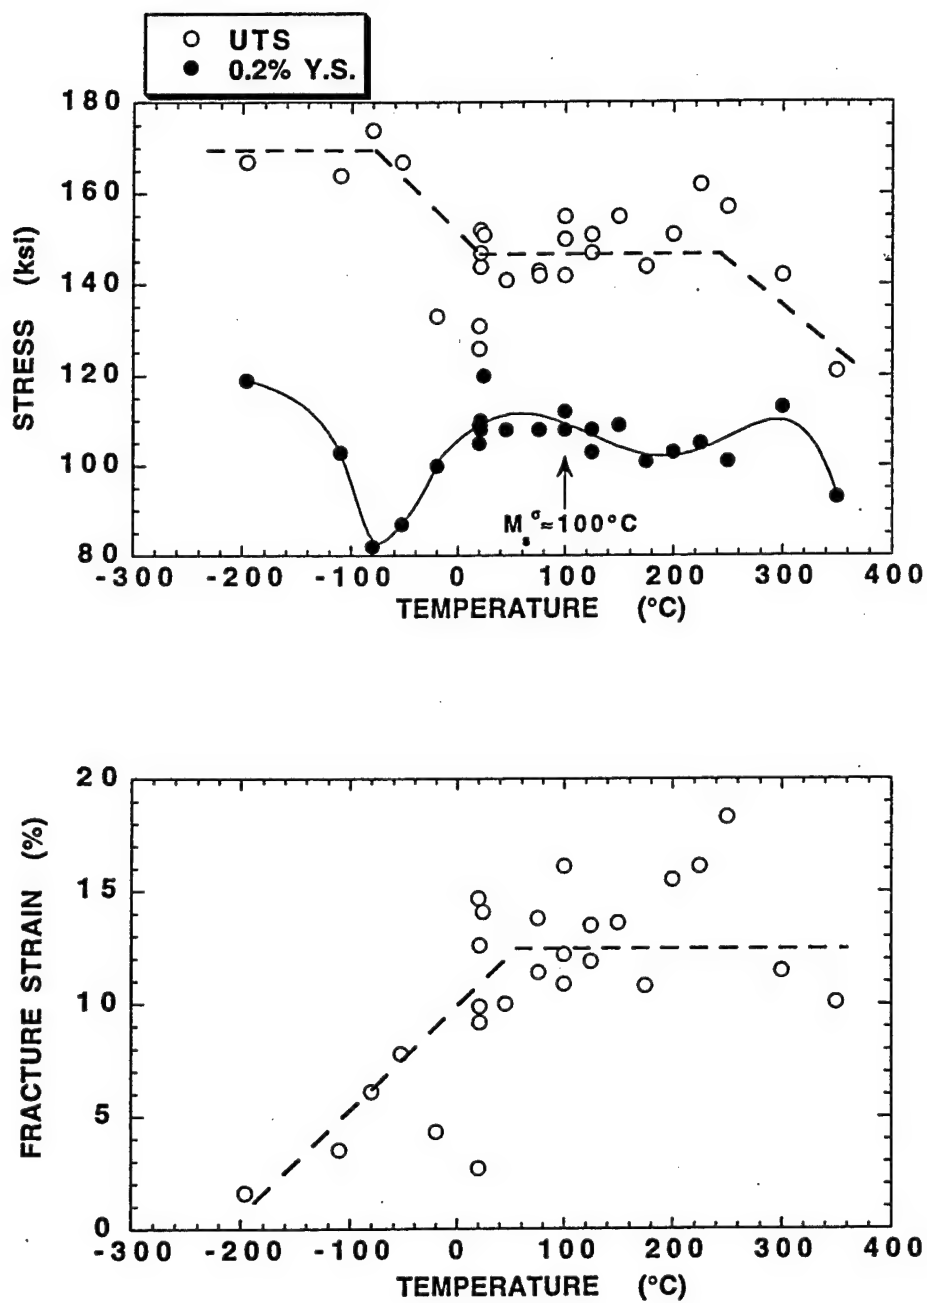 UTS
0.2% Y.S.
180
160
140
120
100
80
STRESS (ksi)
M_s^σ≈100°C
-300 -200 -100 0 100 200 300 400
TEMPERATURE (°C)
20
15
10
5
0
FRACTURE STRAIN (%)
-300 -200 -100 0 100 200 300 400
TEMPERATURE (°C)